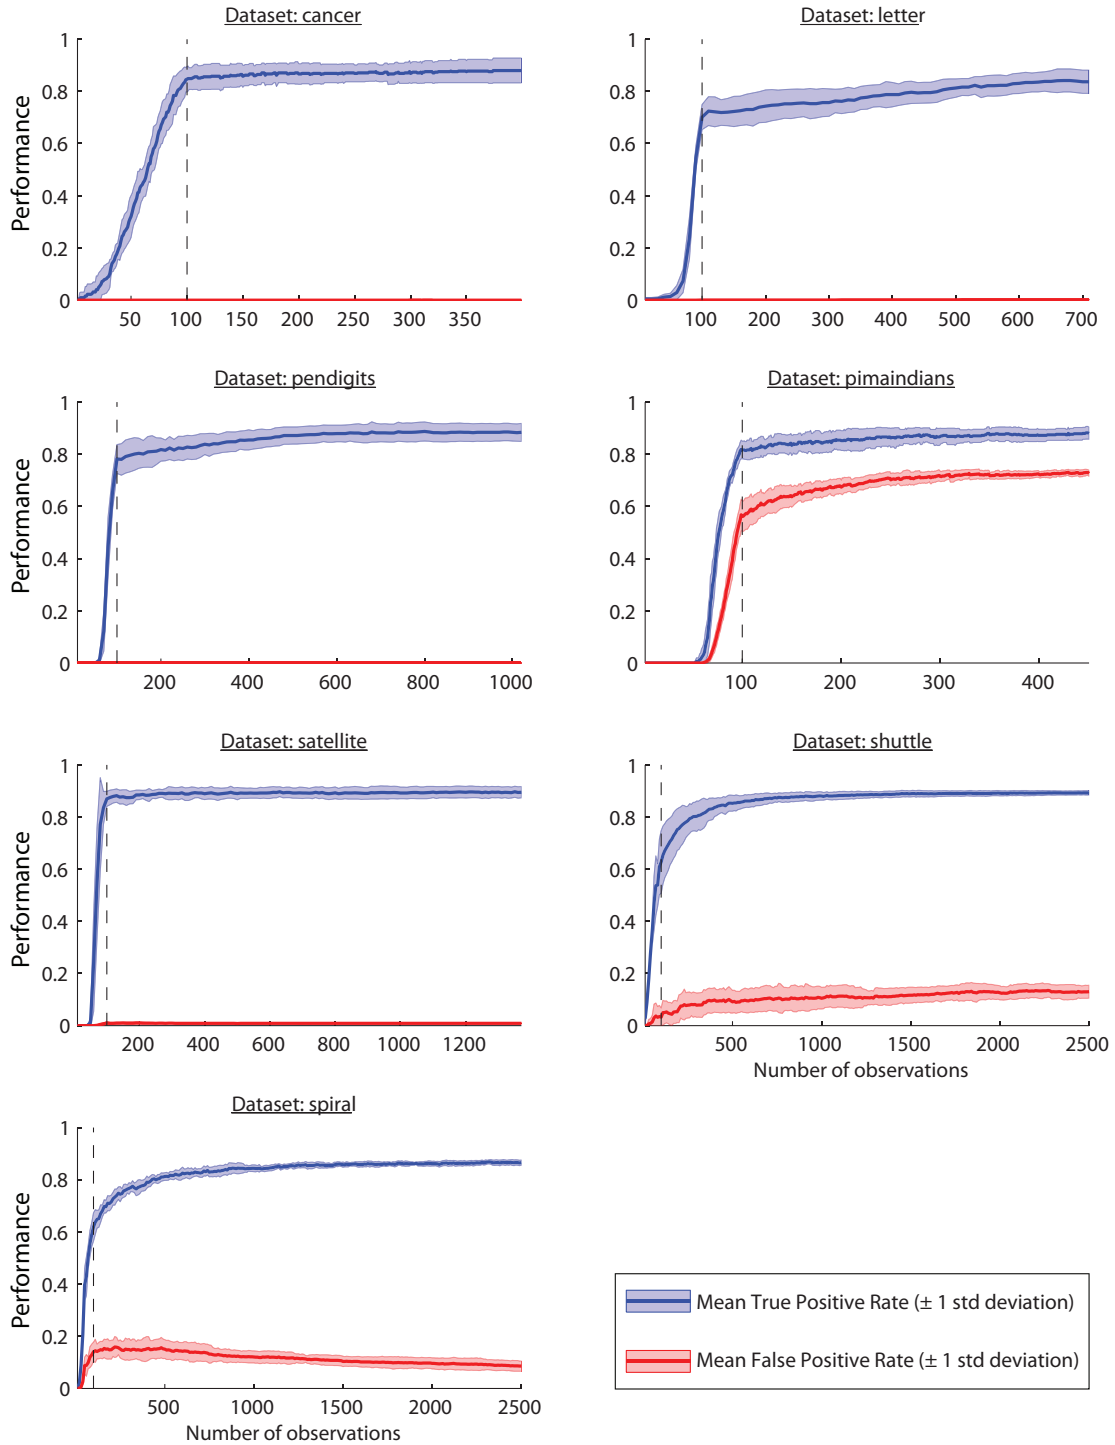 Dataset: cancer
Performance
1
0.8
0.6
0.4
0.2
0
50 100 150 200 250 300 350
Dataset: letter
1
0.8
0.6
0.4
0.2
0
100 200 300 400 500 600 700
Dataset: pendigits
Performance
1
0.8
0.6
0.4
0.2
0
200 400 600 800 1000
Dataset: pimaindians
1
0.8
0.6
0.4
0.2
0
100 200 300 400
Dataset: satellite
Performance
1
0.8
0.6
0.4
0.2
0
200 400 600 800 1000 1200
Dataset: shuttle
1
0.8
0.6
0.4
0.2
0
500 1000 1500 2000 2500
Number of observations
Dataset: spiral
Performance
1
0.8
0.6
0.4
0.2
0
500 1000 1500 2000 2500
Number of observations
Mean True Positive Rate (± 1 std deviation)
Mean False Positive Rate (± 1 std deviation)